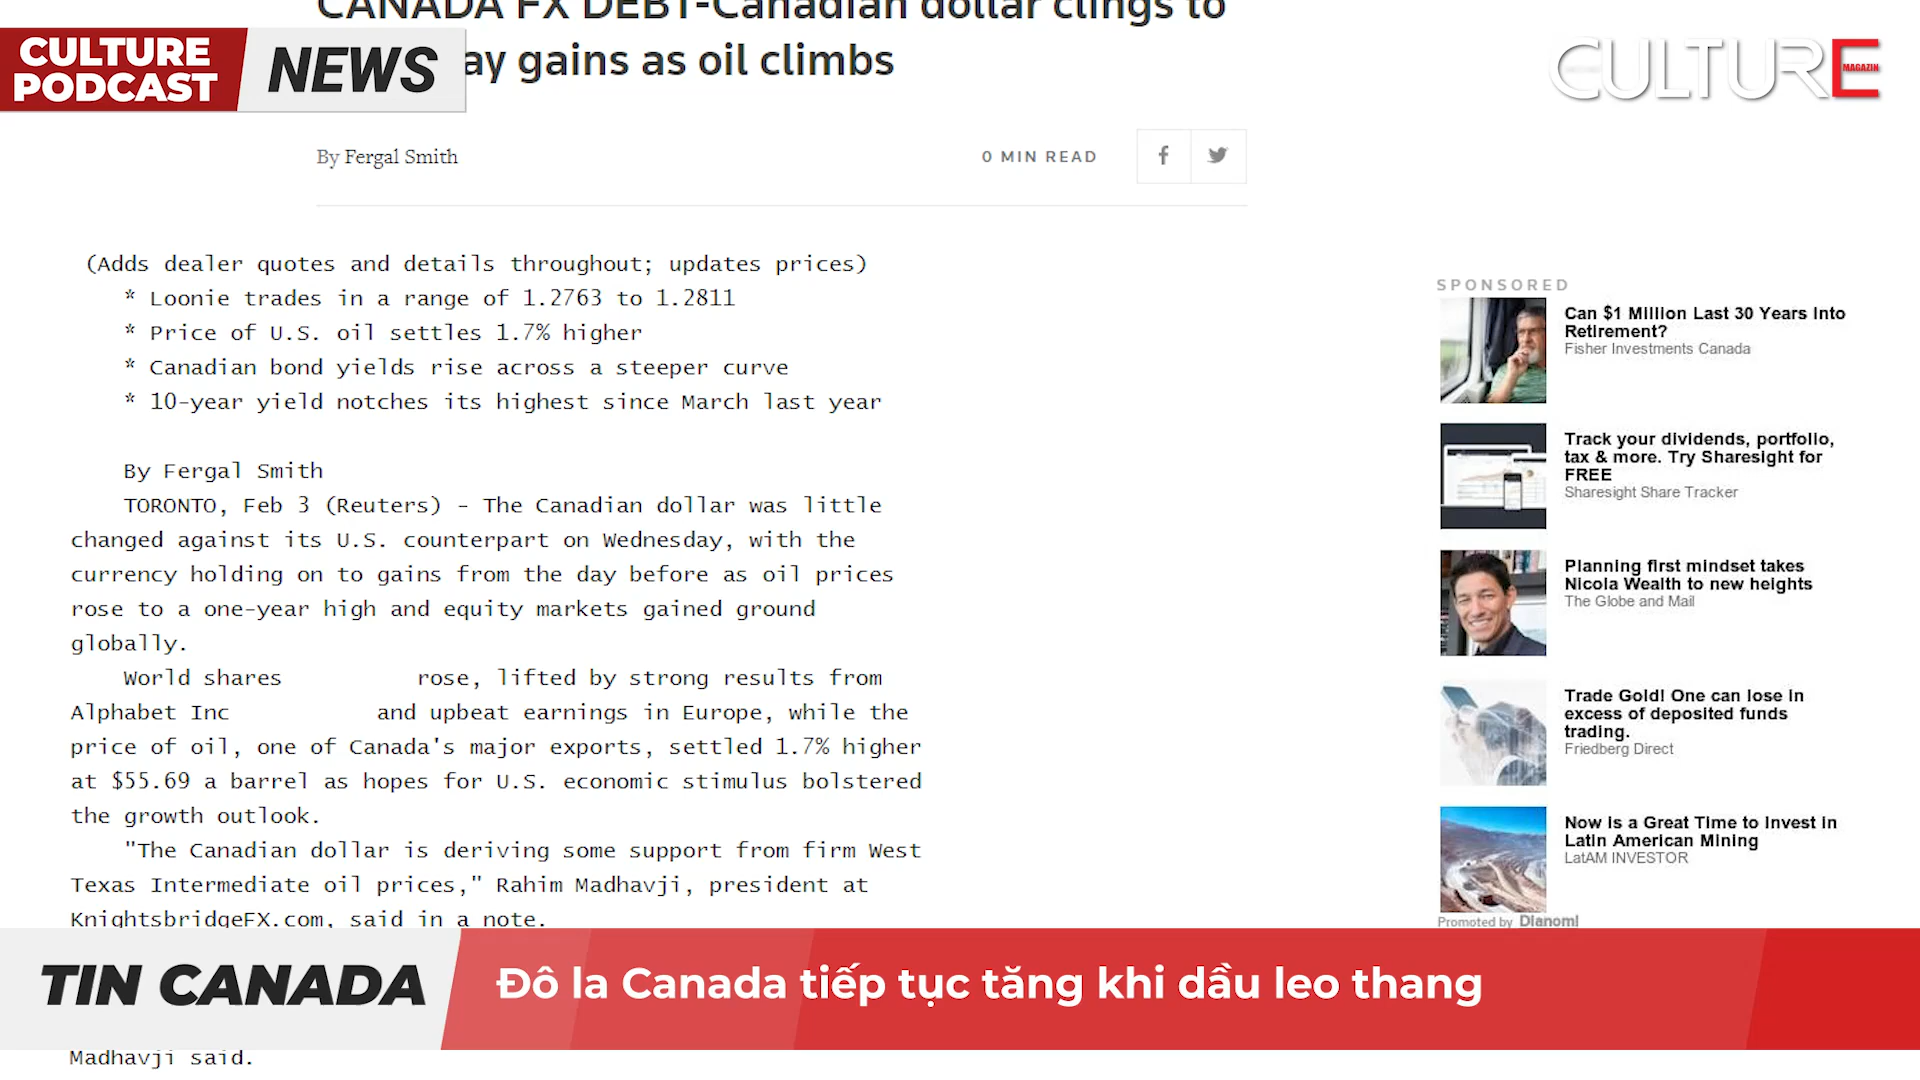 CANADA FX DEBT-Canadian dollar clings to
ay gains as oil climbs
CULTURE
PODCAST
NEWS
CULTURE
MAGAZIN
By Fergal Smith
0 MIN READ
(Adds dealer quotes and details throughout; updates prices)
* Loonie trades in a range of 1.2763 to 1.2811
* Price of U.S. oil settles 1.7% higher
* Canadian bond yields rise across a steeper curve
* 10-year yield notches its highest since March last year
By Fergal Smith
TORONTO, Feb 3 (Reuters) - The Canadian dollar was little
changed against its U.S. counterpart on Wednesday, with the
currency holding on to gains from the day before as oil prices
rose to a one-year high and equity markets gained ground
globally.
World shares rose, lifted by strong results from
Alphabet Inc and upbeat earnings in Europe, while the
price of oil, one of Canada's major exports, settled 1.7% higher
at $55.69 a barrel as hopes for U.S. economic stimulus bolstered
the growth outlook.
"The Canadian dollar is deriving some support from firm West
Texas Intermediate oil prices," Rahim Madhavji, president at
KnightsbridgeFX.com, said in a note.
Madhavji said.
SPONSORED
Can $1 Million Last 30 Years Into
Retirement?
Fisher Investments Canada
Track your dividends, portfolio,
tax & more. Try Sharesight for
FREE
Sharesight Share Tracker
Planning first mindset takes
Nicola Wealth to new heights
The Globe and Mail
Trade Gold! One can lose in
excess of deposited funds
trading.
Friedberg Direct
Now is a Great Time to Invest in
Latin American Mining
LatAM INVESTOR
Promoted by Dianomi
TIN CANADA
Đô la Canada tiếp tục tăng khi dầu leo thang